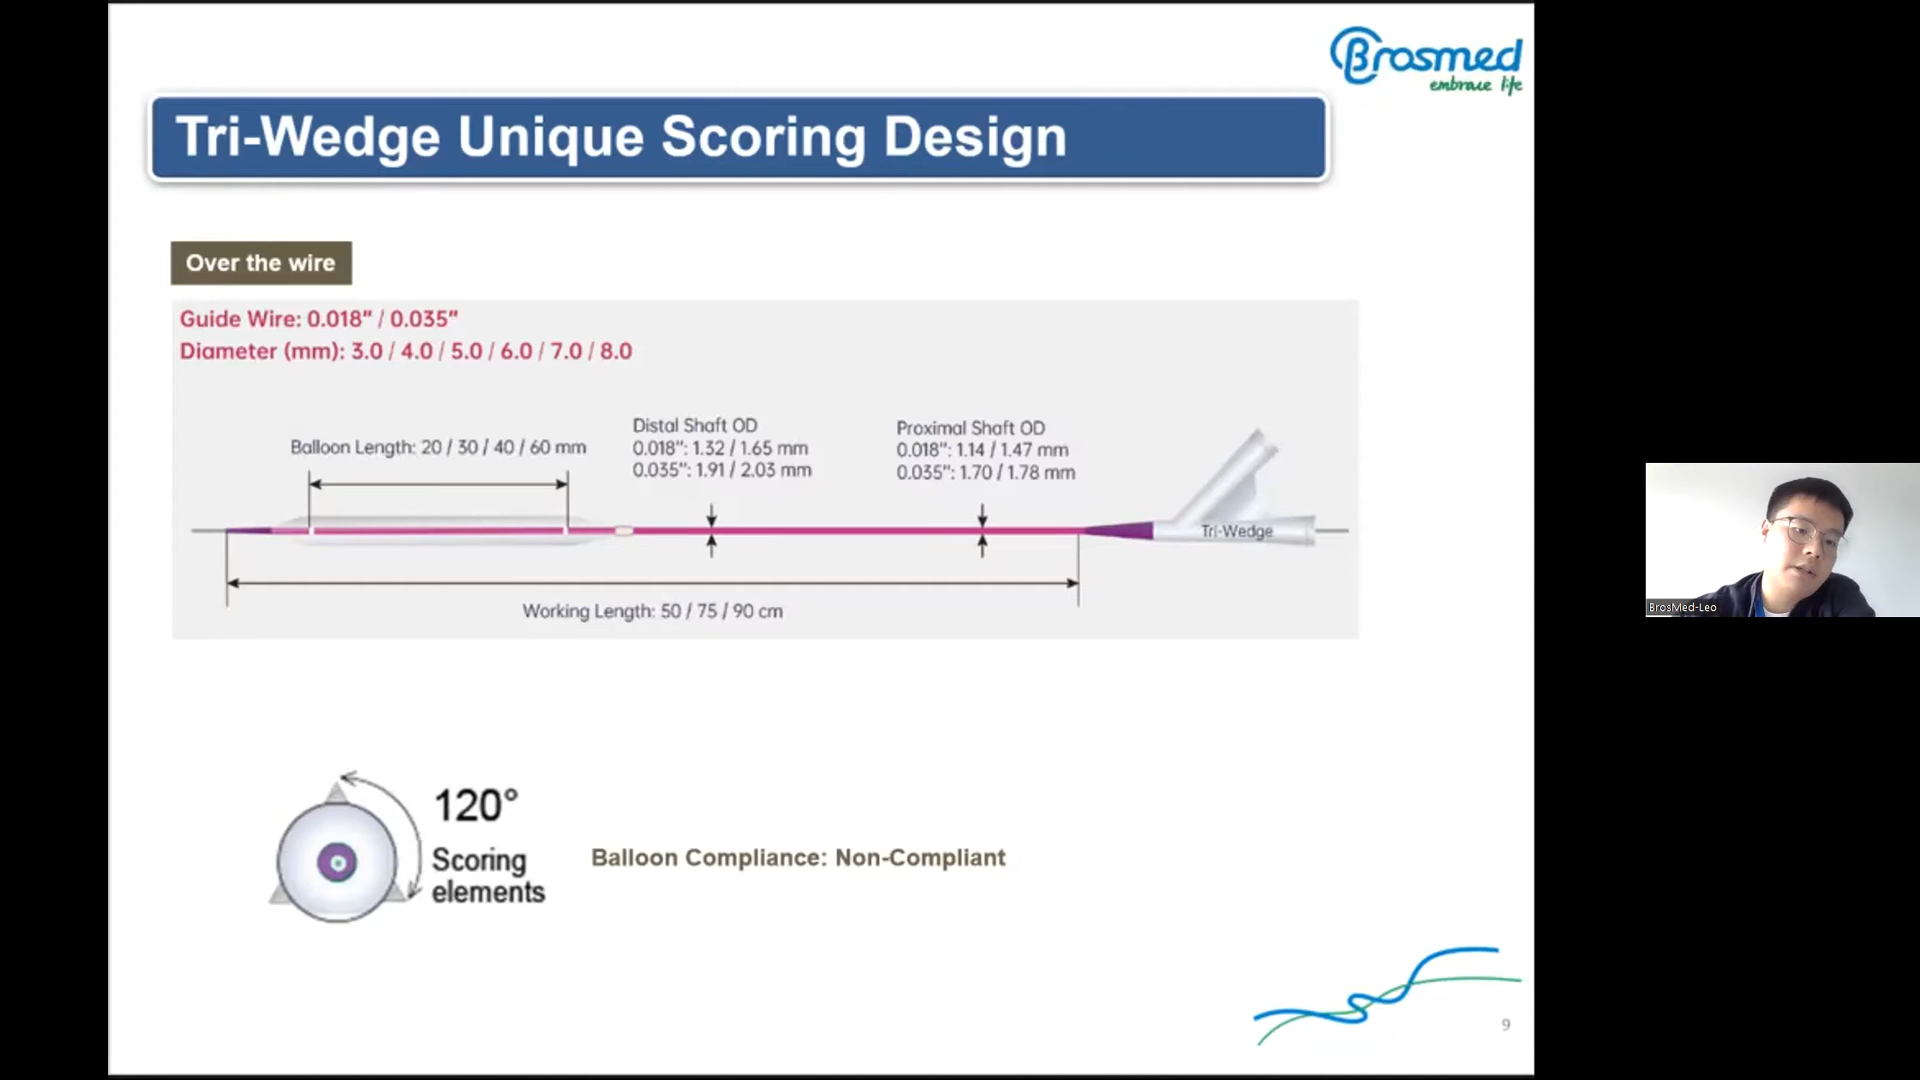 Brosmed
embrace life
Tri-Wedge Unique Scoring Design
Over the wire
Guide Wire: 0.018" / 0.035"
Diameter (mm): 3.0 / 4.0 / 5.0 / 6.0 / 7.0 / 8.0
Balloon Length: 20 / 30 / 40 / 60 mm
Distal Shaft OD
0.018": 1.32 / 1.65 mm
0.035": 1.91 / 2.03 mm
Proximal Shaft OD
0.018": 1.14 / 1.47 mm
0.035": 1.70 / 1.78 mm
Tri-Wedge
Working Length: 50 / 75 / 90 cm
120°
Scoring
elements
Balloon Compliance: Non-Compliant
9
BrosMed-Leo